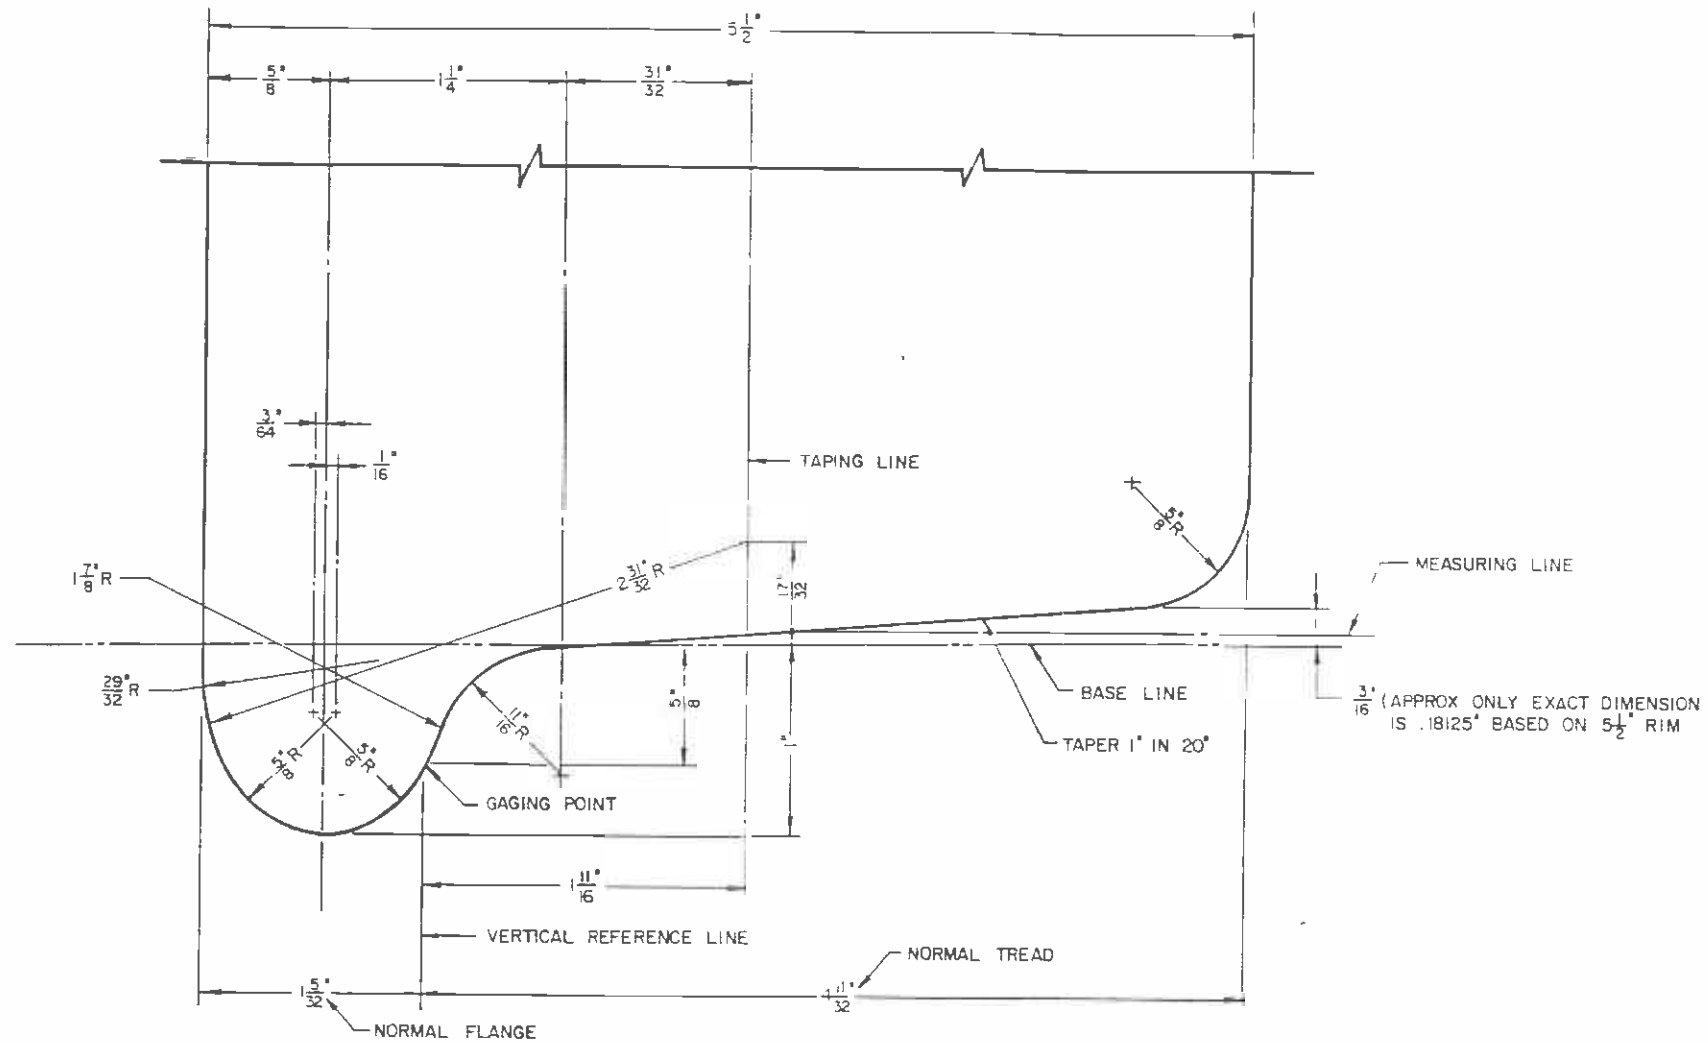 5 1/2"
5/8" 1 1/4" 31/32"
3/64"
1/16"
TAPING LINE
5/8" R
1 7/8" R
2 31/32" R
17/32
MEASURING LINE
29/32" R
BASE LINE
3/16" (APPROX ONLY EXACT DIMENSION
IS .18125" BASED ON 5 1/2" RIM
11/16" R
5/8"
1"
TAPER 1" IN 20"
5/8" R
5/8" R
GAGING POINT
1 11/16"
VERTICAL REFERENCE LINE
NORMAL TREAD
1 5/32"
4 11/32"
NORMAL FLANGE